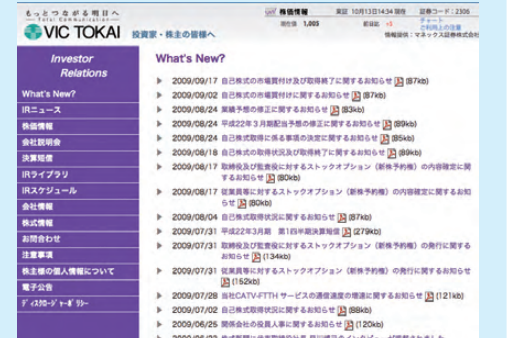 もっとつながる明日へ
Total Communication
VIC TOKAI
投資家・株主の皆様へ
株価情報 東証 10月13日14:34 現在 証券コード：2306
現在値 1,003 前日比 +5 チャート
ご利用上の注意
情報提供：マネックス証券株式会社
Investor
Relations
What's New?
IRニュース
株価情報
会社説明会
決算短信
IRライブラリ
IRスケジュール
会社情報
株式情報
お問合わせ
注意事項
株主様の個人情報について
電子公告
ディスクロージャーポリシー
What's New?
2009/09/17 自己株式の市場買付け及び取得終了に関するお知らせ (87kb)
2009/09/02 自己株式の市場買付けに関するお知らせ (87kb)
2009/08/24 業績予想の修正に関するお知らせ (83kb)
2009/08/24 平成22年3月期配当予想の修正に関するお知らせ (89kb)
2009/08/24 自己株式取得に係る事項の決定に関するお知らせ (85kb)
2009/08/18 自己株式の取得状況及び取得終了に関するお知らせ (89kb)
2009/08/17 取締役及び監査役に対するストックオプション（新株予約権）の内容確定に関
するお知らせ (80kb)
2009/08/17 従業員等に対するストックオプション（新株予約権）の内容確定に関するお知
らせ (80kb)
2009/08/04 自己株式取得状況に関するお知らせ (87kb)
2009/07/31 平成22年3月期 第1四半期決算短信 (279kb)
2009/07/31 取締役及び監査役に対するストックオプション（新株予約権）の発行に関する
お知らせ (134kb)
2009/07/31 従業員等に対するストックオプション（新株予約権）の発行に関するお知らせ
(152kb)
2009/07/28 当社CATV-FTTH サービスの通信速度の増速に関するお知らせ (121kb)
2009/07/02 自己株式取得状況に関するお知らせ (88kb)
2009/06/25 関係会社の役員人事に関するお知らせ (120kb)